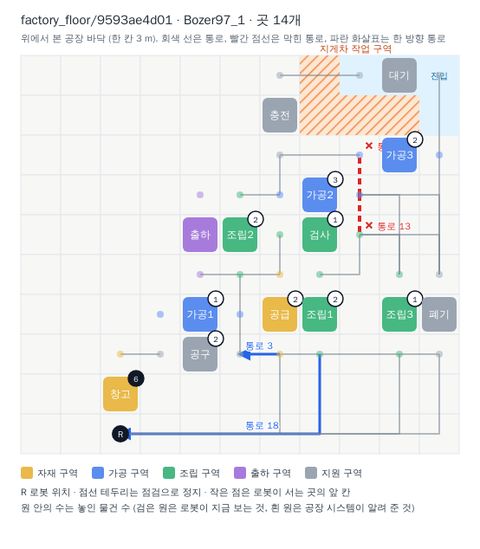 factory_floor/9593ae4d01 · Bozer97_1 · 곳 14개
위에서 본 공장 바닥 (한 칸 3 m). 회색 선은 통로, 빨간 점선은 막힌 통로, 파란 화살표는 한 방향 통로
지게차 작업 구역
대기
충전
2
가공3
3
가공2
출하
2
조립2
1
검사
통로 13
1
가공1
2
공급
2
조립1
1
조립3
폐기
2
공구
통로 3
6
창고
통로 18
R
자재 구역
가공 구역
조립 구역
출하 구역
지원 구역
R 로봇 위치 · 점선 테두리는 점검으로 정지 · 작은 점은 로봇이 서는 곳의 앞 칸
원 안의 수는 놓인 물건 수 (검은 원은 로봇이 지금 보는 것, 흰 원은 공장 시스템이 알려 준 것)